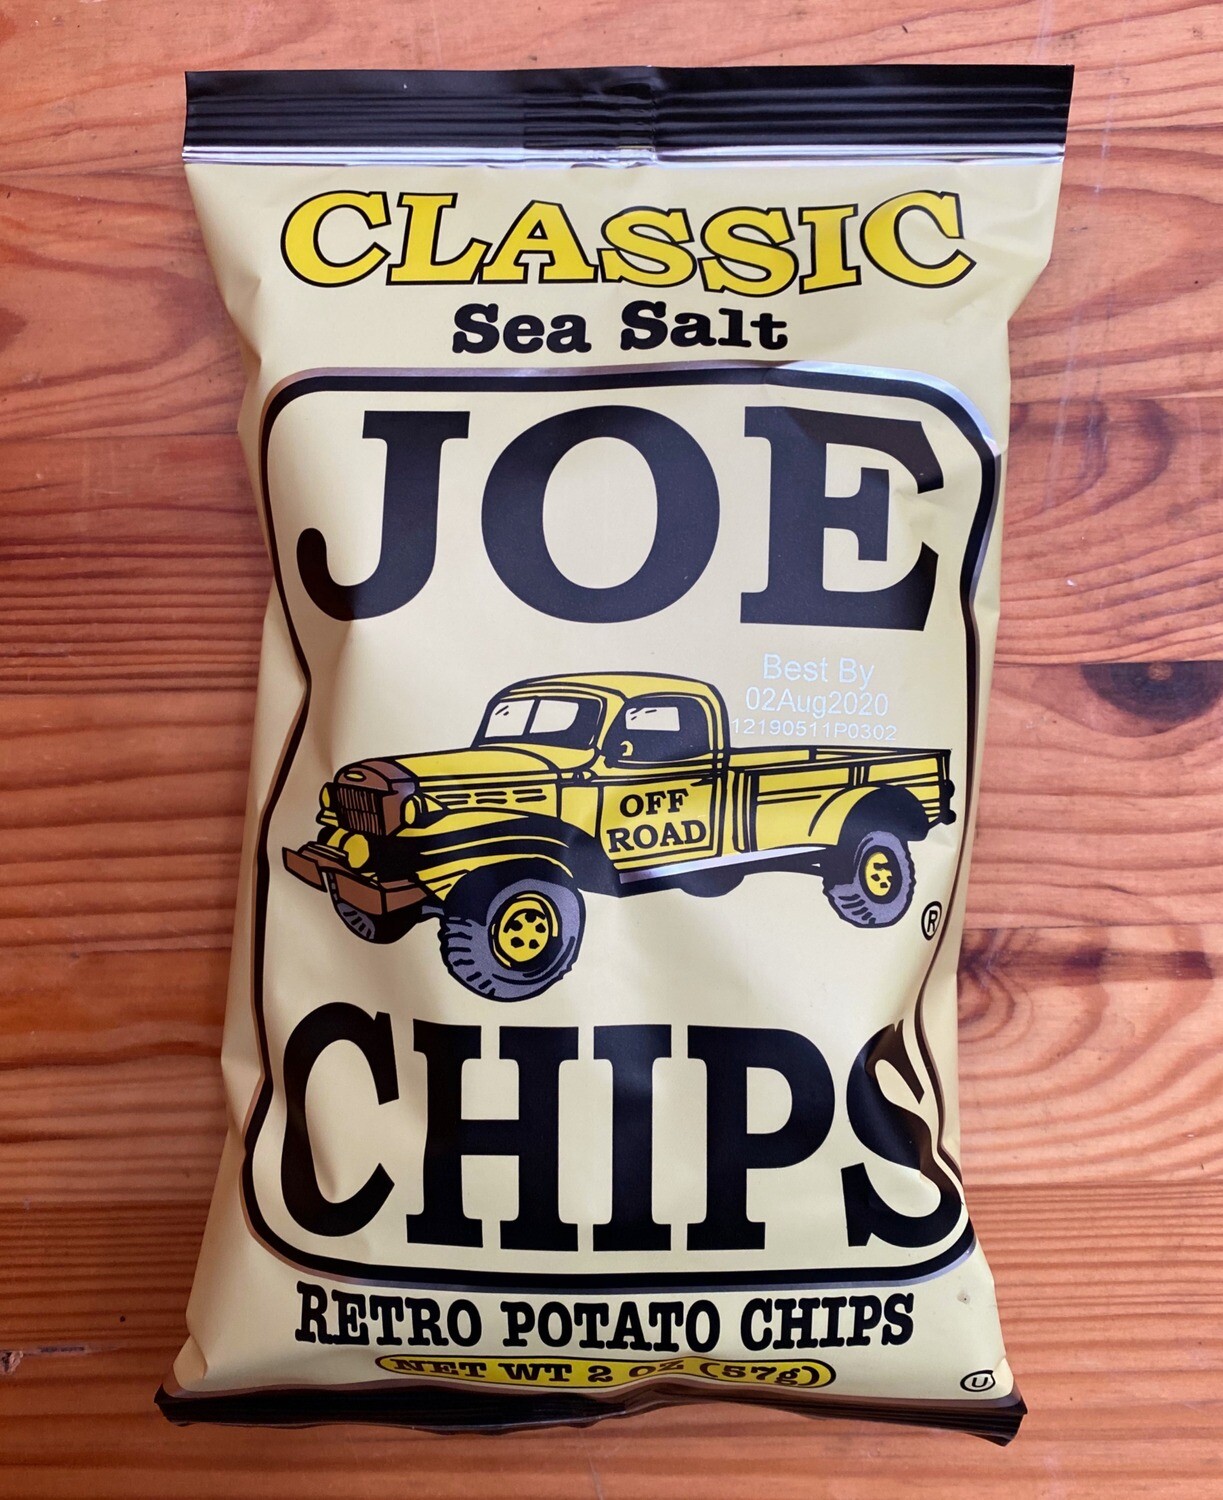 CLASSIC
Sea Salt
JOE
Best By
02Aug2020
12190511P0302
OFF
ROAD
®
CHIPS
RETRO POTATO CHIPS
NET WT 2 OZ (57g)
U